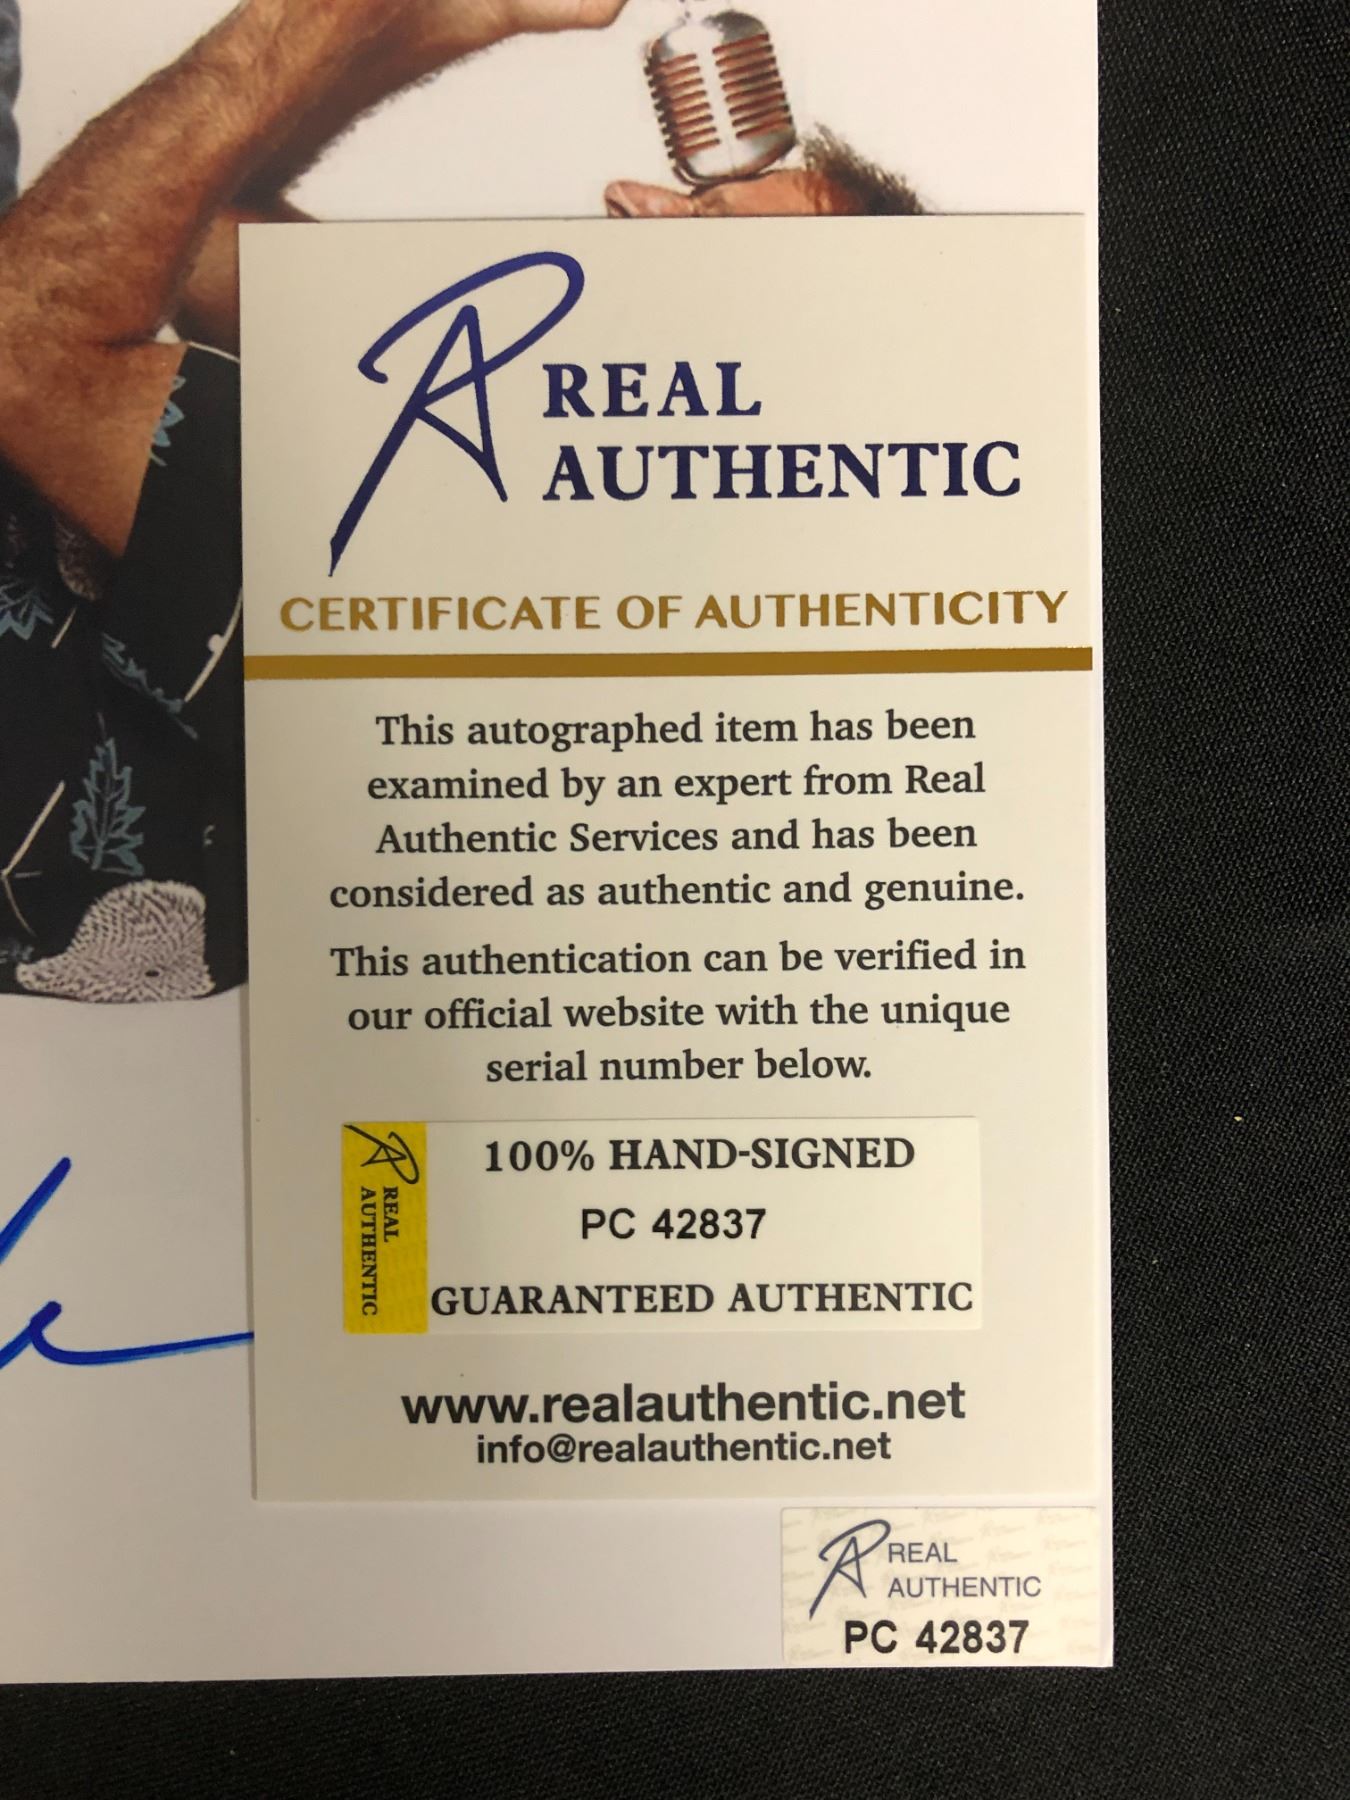 REAL
AUTHENTIC
CERTIFICATE OF AUTHENTICITY
This autographed item has been
examined by an expert from Real
Authentic Services and has been
considered as authentic and genuine.
This authentication can be verified in
our official website with the unique
serial number below.
REAL
AUTHENTIC
100% HAND-SIGNED
PC 42837
GUARANTEED AUTHENTIC
www.realauthentic.net
info@realauthentic.net
REAL
AUTHENTIC
PC 42837